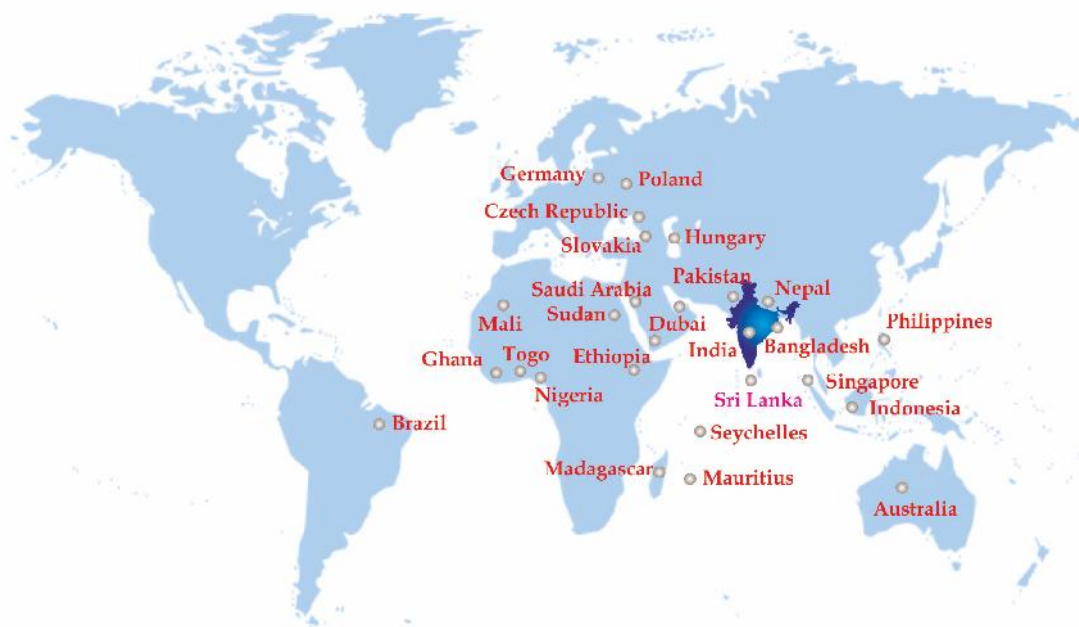 Germany
Poland
Czech Republic
Slovakia
Hungary
Pakistan
Nepal
Saudi Arabia
Sudan
Mali
Dubai
Philippines
India
Bangladesh
Ghana
Togo
Ethiopia
Nigeria
Singapore
Sri Lanka
Indonesia
Brazil
Seychelles
Madagascar
Mauritius
Australia